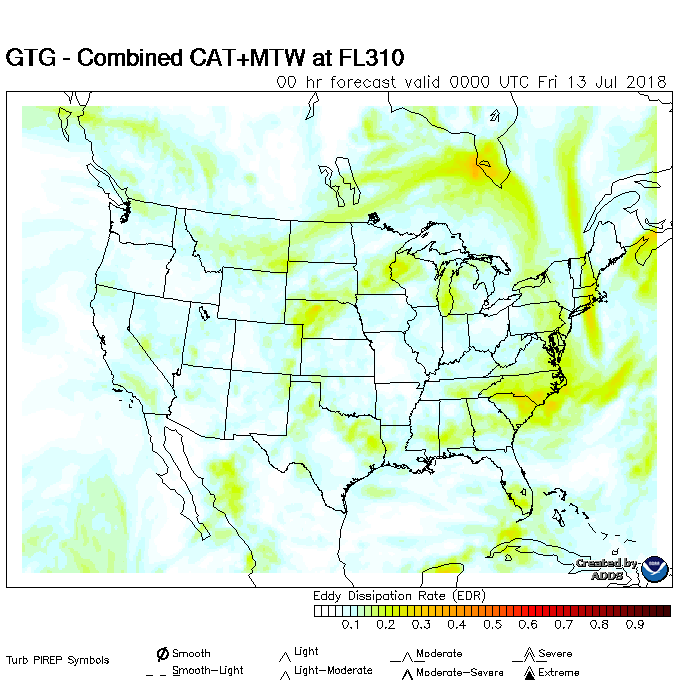 GTG - Combined CAT+MTW at FL310
00 hr forecast valid 0000 UTC Fri 13 Jul 2018
Created by
ADDS
Eddy Dissipation Rate (EDR)
0.1 0.2 0.3 0.4 0.5 0.6 0.7 0.8 0.9
Turb PIREP Symbols
Smooth Light Moderate Severe
Smooth-Light Light-Moderate Moderate-Severe Extreme